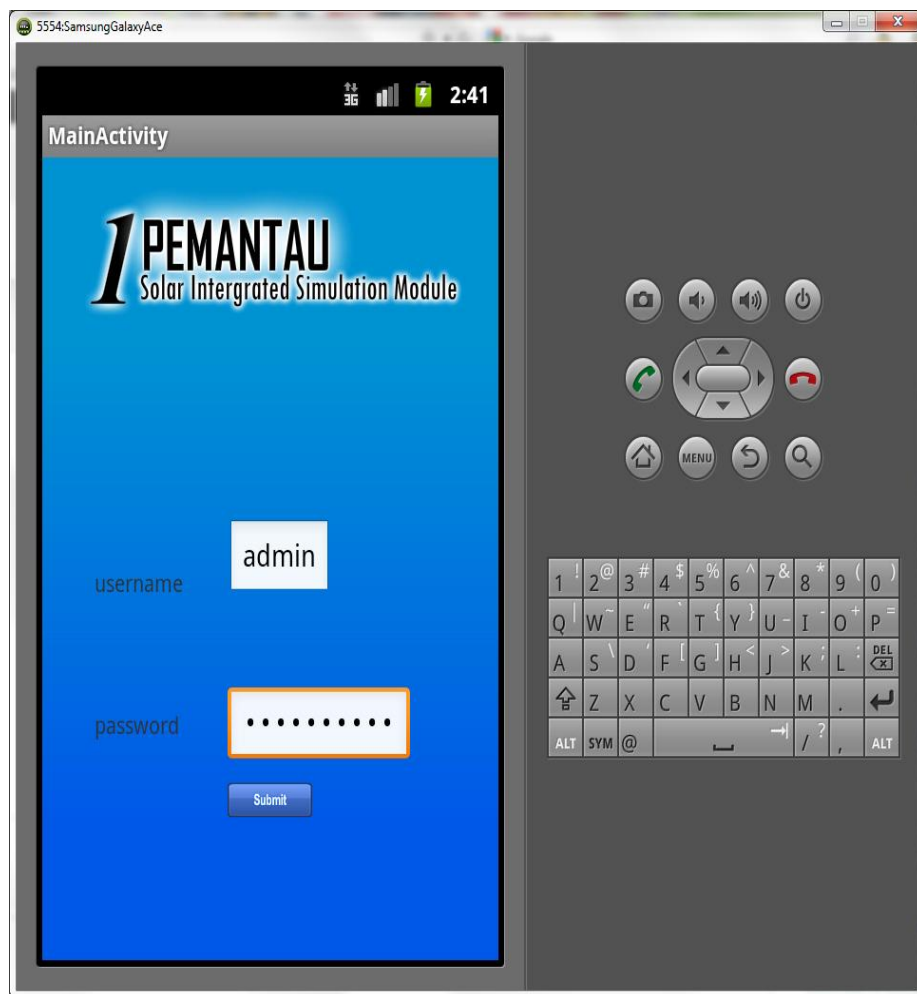 5554:SamsungGalaxyAce
3G 2:41
MainActivity
1 PEMANTAU
Solar Intergrated Simulation Module
username admin
password ••••••••••
Submit
MENU
1 ! 2 @ 3 # 4 $ 5 % 6 ^ 7 & 8 * 9 ( 0 )
Q | W ~ E " R ` T { Y } U _ I - O + P =
A S \ D ' F [ G ] H < J > K ; L : DEL
Z X C V B N M .
ALT SYM @ / ? , ALT